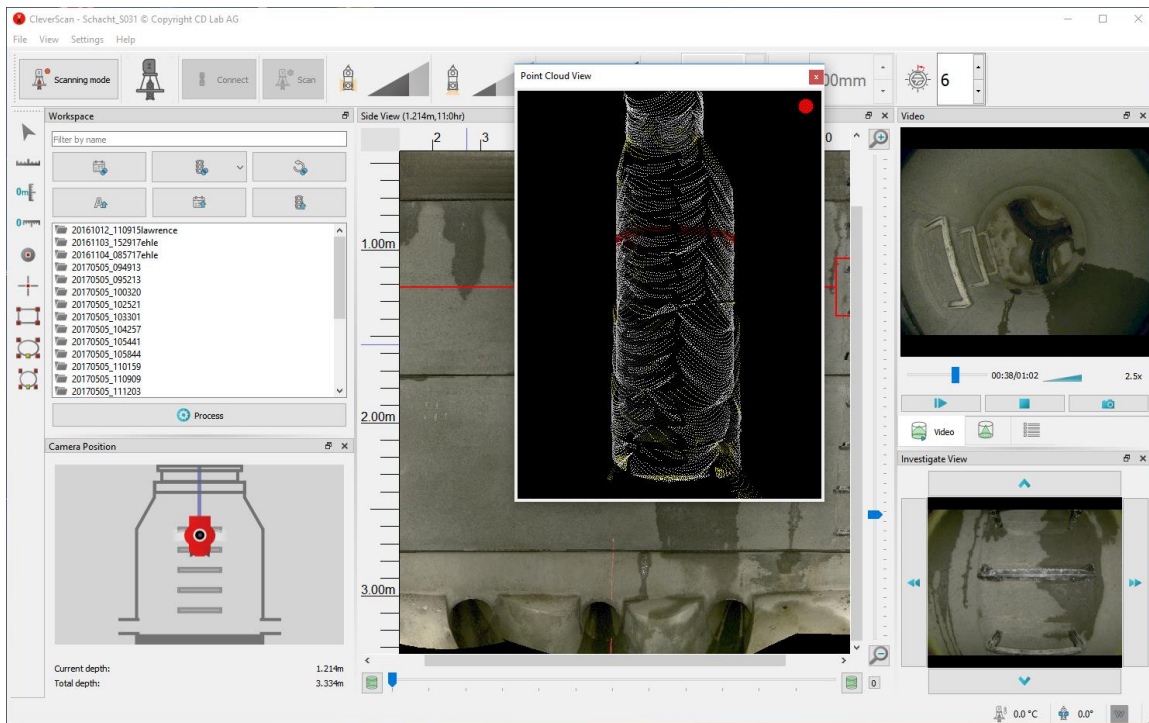 CleverScan - Schacht_S031 © Copyright CD Lab AG
File View Settings Help
Scanning mode
Connect
Scan
00mm
6
Workspace
Filter by name
20161012_110915lawrence
20161103_152917ehle
20161104_085717ehle
20170505_094913
20170505_095213
20170505_100320
20170505_102521
20170505_103301
20170505_104257
20170505_105441
20170505_105844
20170505_110159
20170505_110909
20170505_111203
Process
Camera Position
Current depth: 1.214m
Total depth: 3.334m
Side View (1.214m,11:0hr)
2 3 0
1.00m
2.00m
3.00m
0
Point Cloud View
Video
00:38/01:02 2.5x
Video
Investigate View
0.0 °C 0.0°
0m
0